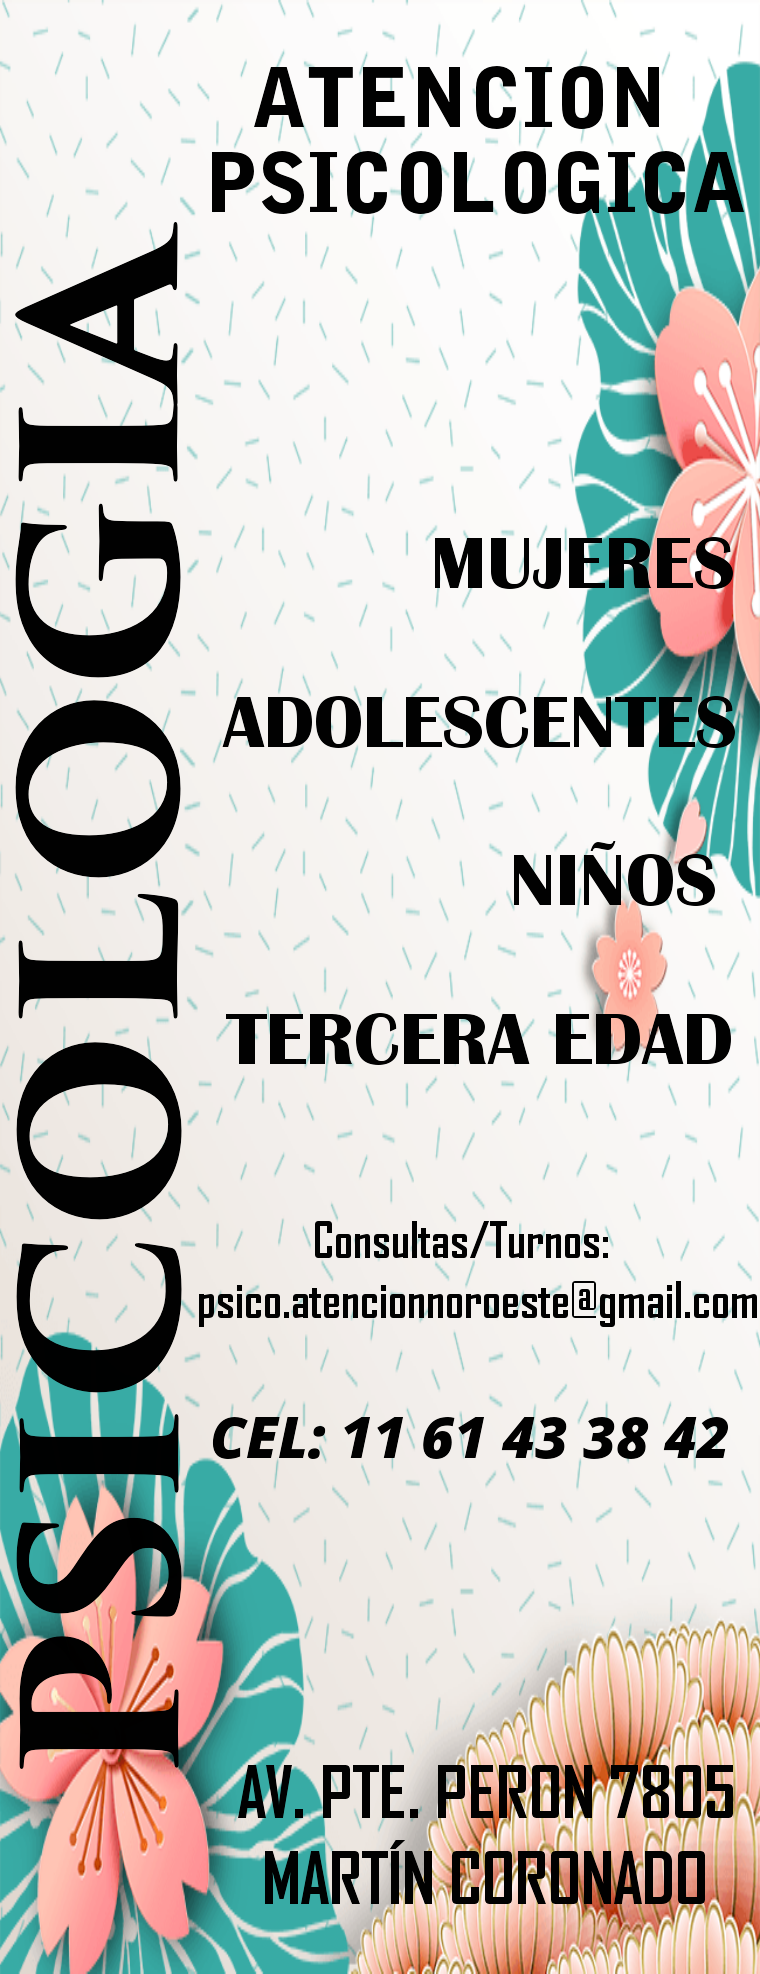 ATENCION
PSICOLOGICA
PSICOLOGIA
MUJERES
ADOLESCENTES
NIÑOS
TERCERA EDAD
Consultas/Turnos:
psico.atencionnoroeste@gmail.com
CEL: 11 61 43 38 42
AV. PTE. PERON 7805
MARTÍN CORONADO